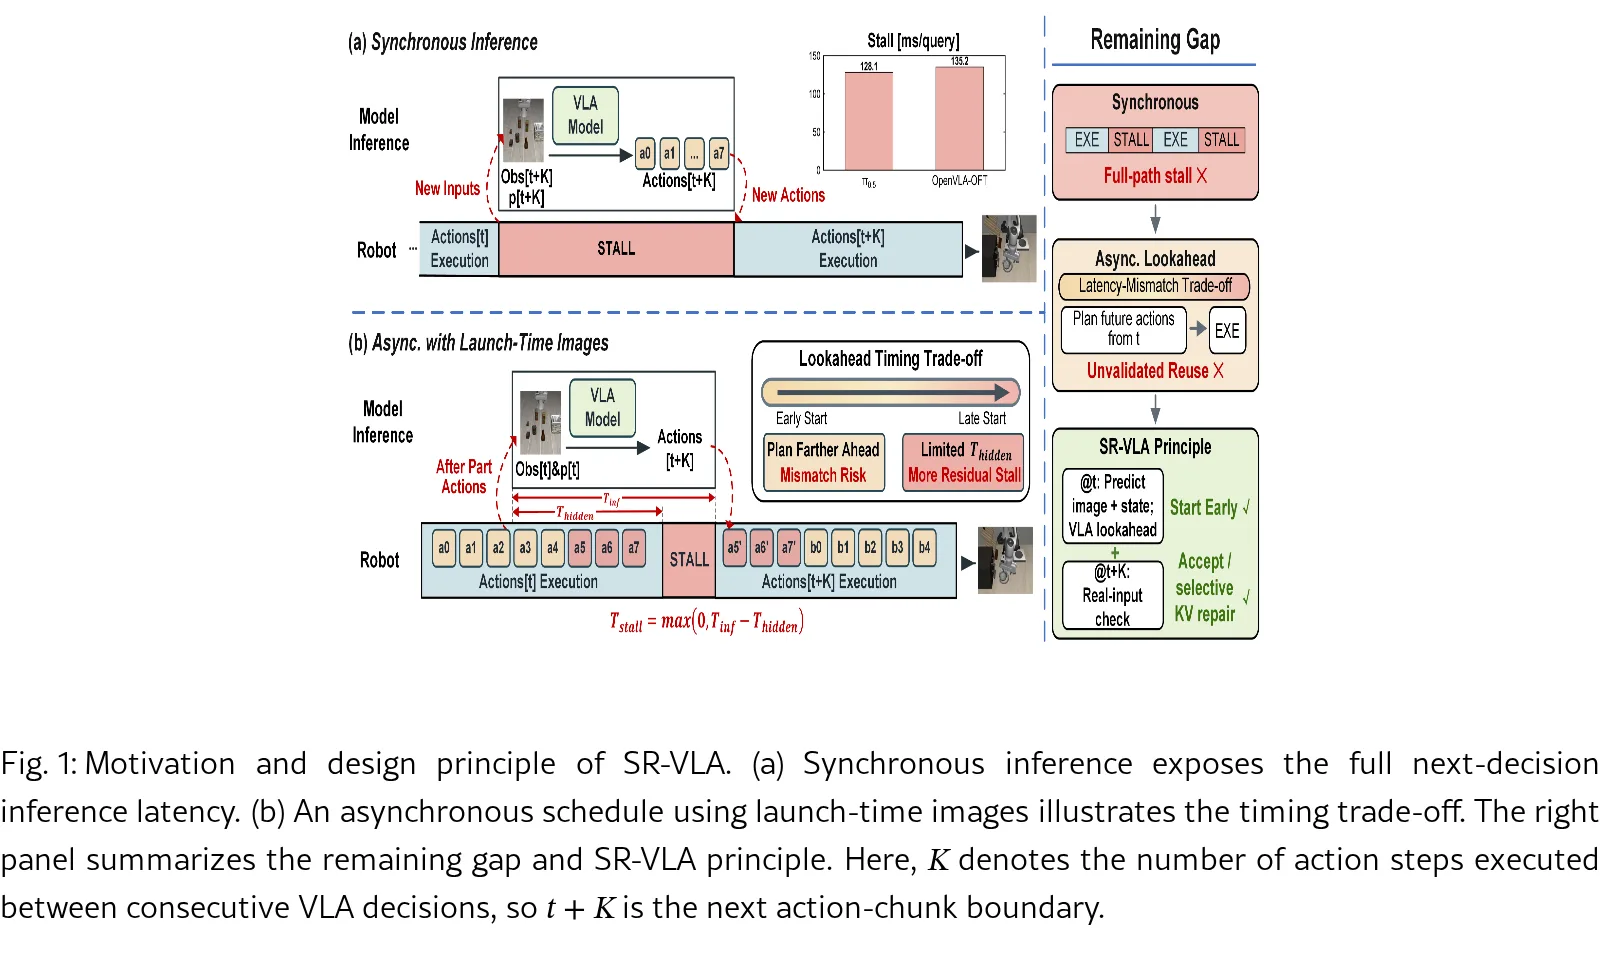 (a) Synchronous Inference
Model
Inference
VLA
Model
Obs[t+K]
p[t+K]
a0 a1 ... a7
Actions[t+K]
New Inputs
New Actions
Stall [ms/query]
150
100
50
0
128.1
135.2
π0.5
OpenVLA-OFT
Robot ...
Actions[t]
Execution
STALL
Actions[t+K]
Execution
(b) Async. with Launch-Time Images
Model
Inference
VLA
Model
Obs[t]&p[t]
Actions
[t+K]
After Part
Actions
T_inf
T_hidden
Lookahead Timing Trade-off
Early Start
Late Start
Plan Farther Ahead
Mismatch Risk
Limited T_hidden
More Residual Stall
Robot
a0 a1 a2 a3 a4 a5 a6 a7
Actions[t] Execution
STALL
a5' a6' a7' b0 b1 b2 b3 b4
Actions[t+K] Execution
T_stall = max(0, T_inf − T_hidden)
Remaining Gap
Synchronous
EXE STALL EXE STALL
Full-path stall X
Async. Lookahead
Latency-Mismatch Trade-off
Plan future actions
from t
EXE
Unvalidated Reuse X
SR-VLA Principle
@t: Predict
image + state;
VLA lookahead
Start Early √
+
@t+K:
Real-input
check
Accept /
selective
KV repair
√
Fig. 1: Motivation and design principle of SR-VLA. (a) Synchronous inference exposes the full next-decision
inference latency. (b) An asynchronous schedule using launch-time images illustrates the timing trade-off. The right
panel summarizes the remaining gap and SR-VLA principle. Here, K denotes the number of action steps executed
between consecutive VLA decisions, so t + K is the next action-chunk boundary.